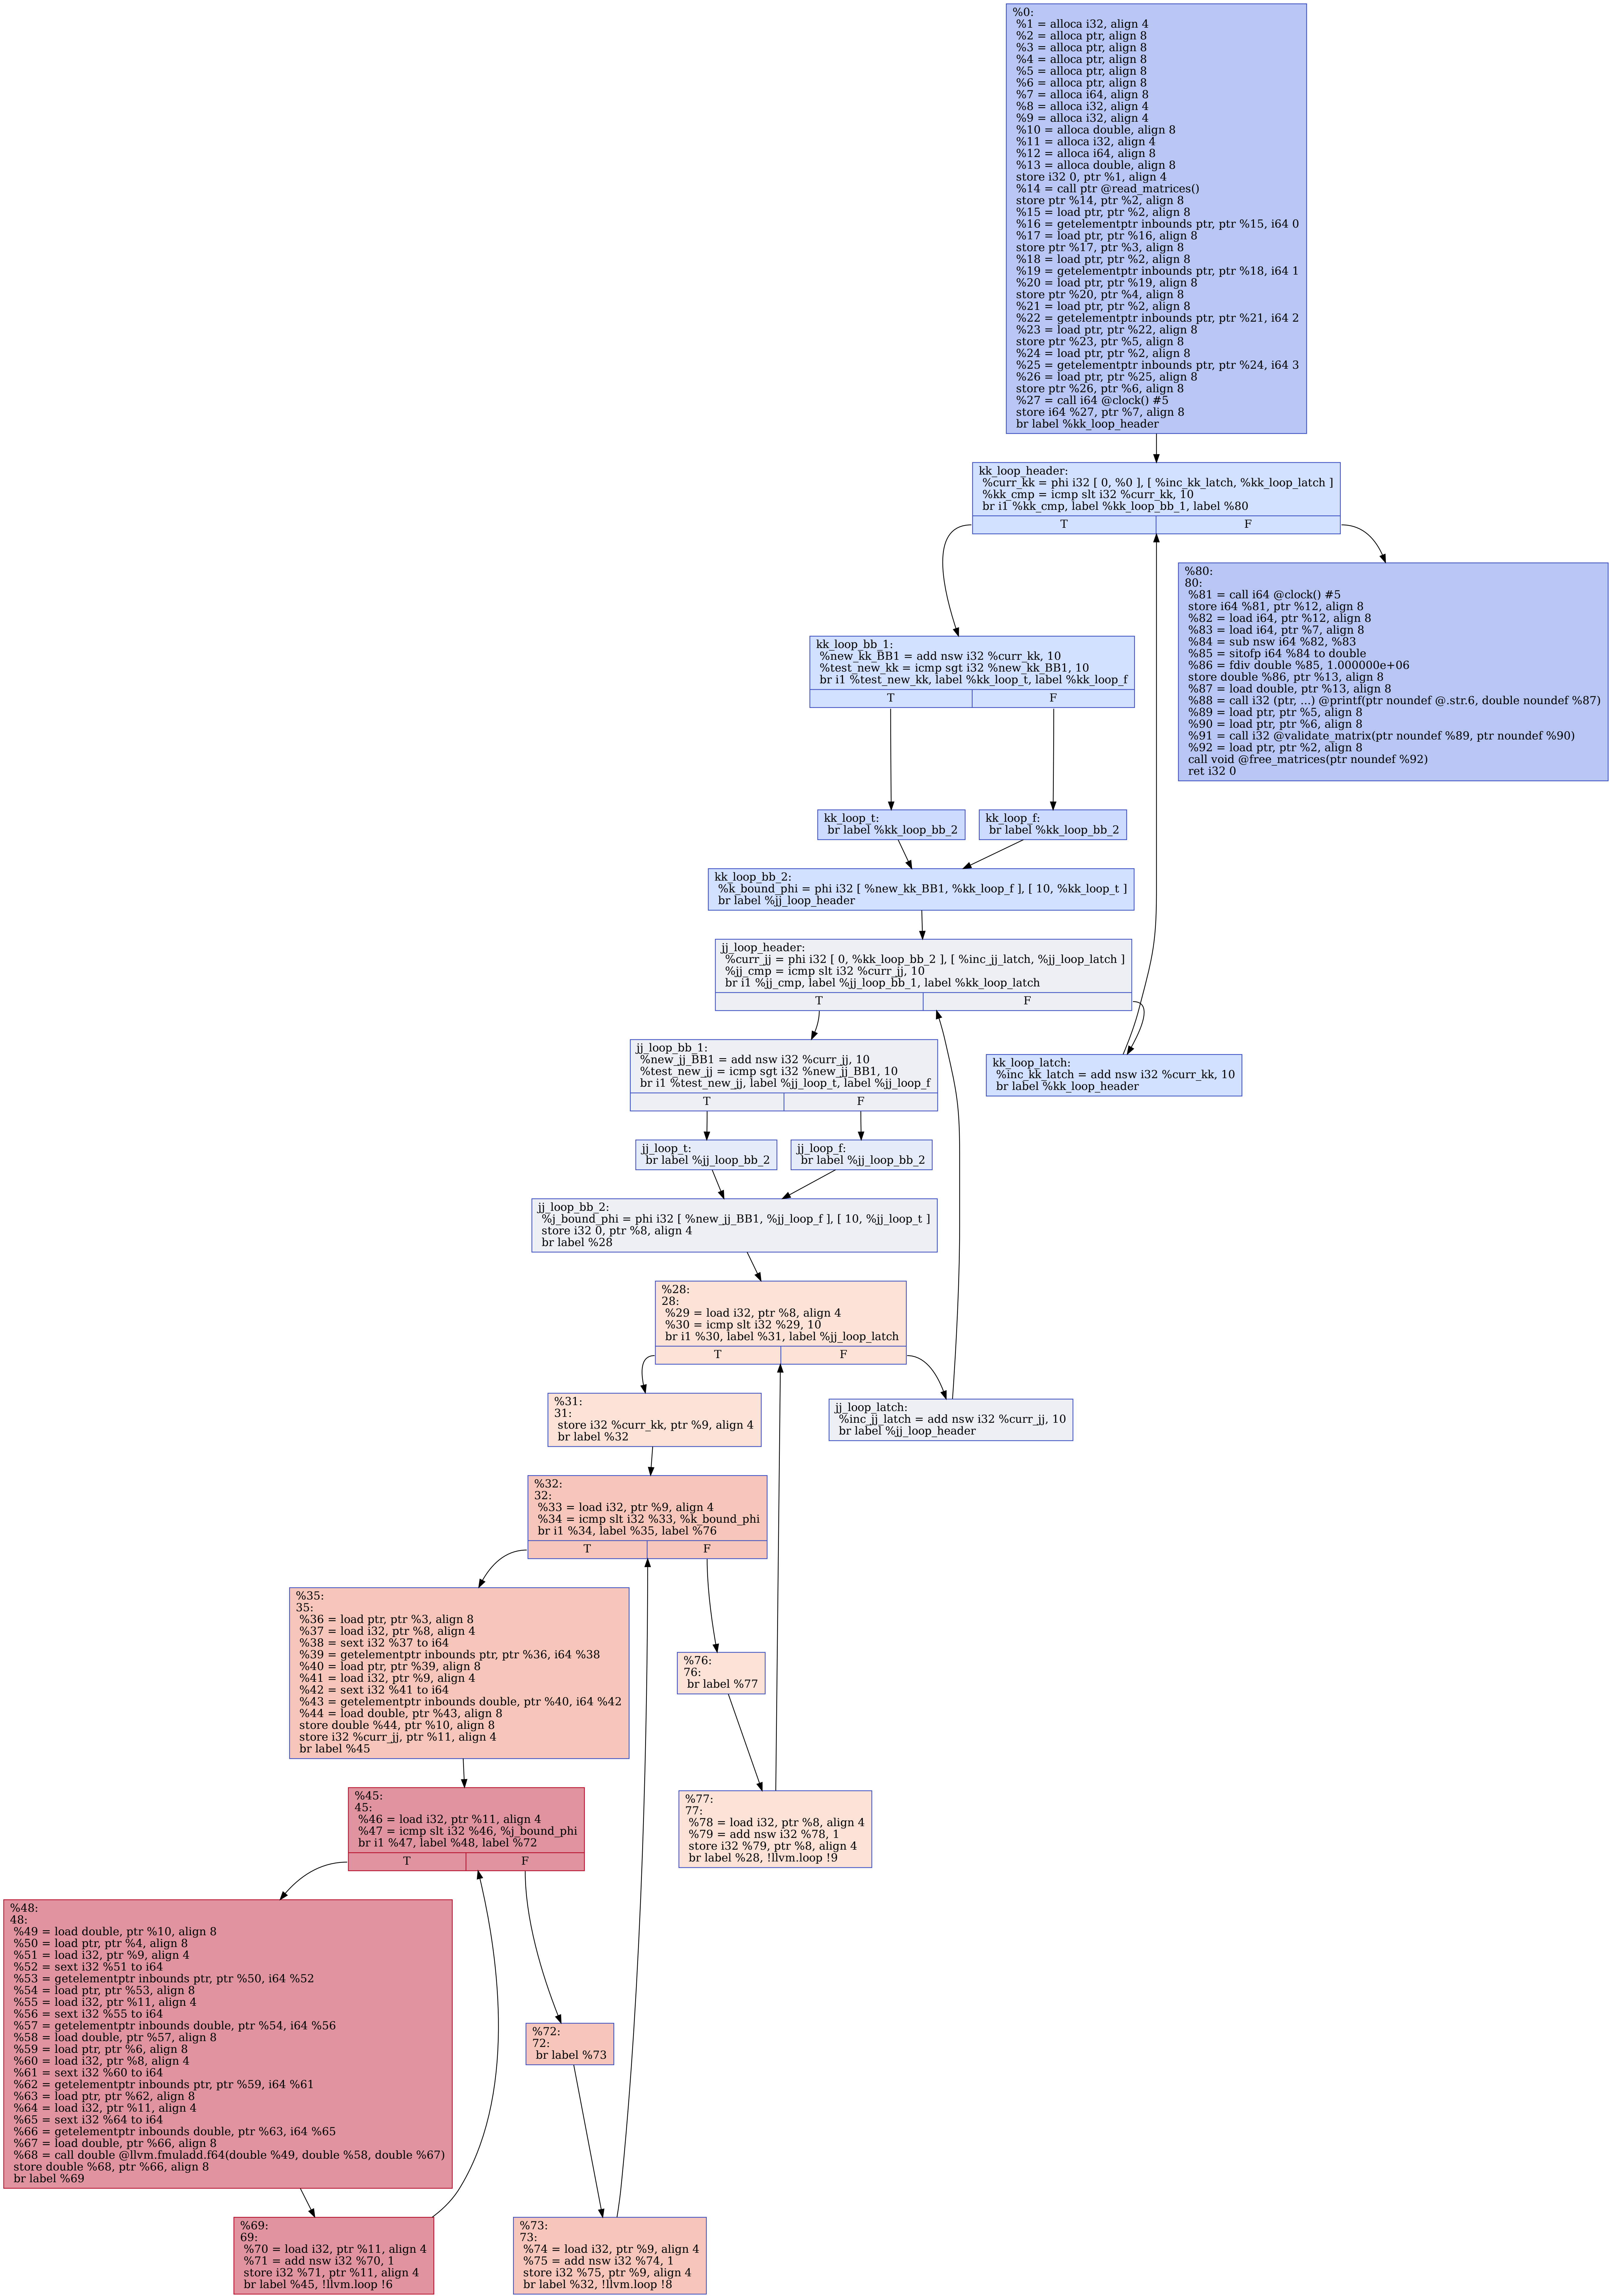 %0:
%1 = alloca i32, align 4
%2 = alloca ptr, align 8
%3 = alloca ptr, align 8
%4 = alloca ptr, align 8
%5 = alloca ptr, align 8
%6 = alloca ptr, align 8
%7 = alloca i64, align 8
%8 = alloca i32, align 4
%9 = alloca i32, align 4
%10 = alloca double, align 8
%11 = alloca i32, align 4
%12 = alloca i64, align 8
%13 = alloca double, align 8
store i32 0, ptr %1, align 4
%14 = call ptr @read_matrices()
store ptr %14, ptr %2, align 8
%15 = load ptr, ptr %2, align 8
%16 = getelementptr inbounds ptr, ptr %15, i64 0
%17 = load ptr, ptr %16, align 8
store ptr %17, ptr %3, align 8
%18 = load ptr, ptr %2, align 8
%19 = getelementptr inbounds ptr, ptr %18, i64 1
%20 = load ptr, ptr %19, align 8
store ptr %20, ptr %4, align 8
%21 = load ptr, ptr %2, align 8
%22 = getelementptr inbounds ptr, ptr %21, i64 2
%23 = load ptr, ptr %22, align 8
store ptr %23, ptr %5, align 8
%24 = load ptr, ptr %2, align 8
%25 = getelementptr inbounds ptr, ptr %24, i64 3
%26 = load ptr, ptr %25, align 8
store ptr %26, ptr %6, align 8
%27 = call i64 @clock() #5
store i64 %27, ptr %7, align 8
br label %kk_loop_header
kk_loop_header:
%curr_kk = phi i32 [ 0, %0 ], [ %inc_kk_latch, %kk_loop_latch ]
%kk_cmp = icmp slt i32 %curr_kk, 10
br i1 %kk_cmp, label %kk_loop_bb_1, label %80
T F
%80:
80:
%81 = call i64 @clock() #5
store i64 %81, ptr %12, align 8
%82 = load i64, ptr %12, align 8
%83 = load i64, ptr %7, align 8
%84 = sub nsw i64 %82, %83
%85 = sitofp i64 %84 to double
%86 = fdiv double %85, 1.000000e+06
store double %86, ptr %13, align 8
%87 = load double, ptr %13, align 8
%88 = call i32 (ptr, ...) @printf(ptr noundef @.str.6, double noundef %87)
%89 = load ptr, ptr %5, align 8
%90 = load ptr, ptr %6, align 8
%91 = call i32 @validate_matrix(ptr noundef %89, ptr noundef %90)
%92 = load ptr, ptr %2, align 8
call void @free_matrices(ptr noundef %92)
ret i32 0
kk_loop_bb_1:
%new_kk_BB1 = add nsw i32 %curr_kk, 10
%test_new_kk = icmp sgt i32 %new_kk_BB1, 10
br i1 %test_new_kk, label %kk_loop_t, label %kk_loop_f
T F
kk_loop_t:
br label %kk_loop_bb_2
kk_loop_f:
br label %kk_loop_bb_2
kk_loop_bb_2:
%k_bound_phi = phi i32 [ %new_kk_BB1, %kk_loop_f ], [ 10, %kk_loop_t ]
br label %jj_loop_header
jj_loop_header:
%curr_jj = phi i32 [ 0, %kk_loop_bb_2 ], [ %inc_jj_latch, %jj_loop_latch ]
%jj_cmp = icmp slt i32 %curr_jj, 10
br i1 %jj_cmp, label %jj_loop_bb_1, label %kk_loop_latch
T F
jj_loop_bb_1:
%new_jj_BB1 = add nsw i32 %curr_jj, 10
%test_new_jj = icmp sgt i32 %new_jj_BB1, 10
br i1 %test_new_jj, label %jj_loop_t, label %jj_loop_f
T F
kk_loop_latch:
%inc_kk_latch = add nsw i32 %curr_kk, 10
br label %kk_loop_header
jj_loop_t:
br label %jj_loop_bb_2
jj_loop_f:
br label %jj_loop_bb_2
jj_loop_bb_2:
%j_bound_phi = phi i32 [ %new_jj_BB1, %jj_loop_f ], [ 10, %jj_loop_t ]
store i32 0, ptr %8, align 4
br label %28
%28:
28:
%29 = load i32, ptr %8, align 4
%30 = icmp slt i32 %29, 10
br i1 %30, label %31, label %jj_loop_latch
T F
%31:
31:
store i32 %curr_kk, ptr %9, align 4
br label %32
jj_loop_latch:
%inc_jj_latch = add nsw i32 %curr_jj, 10
br label %jj_loop_header
%32:
32:
%33 = load i32, ptr %9, align 4
%34 = icmp slt i32 %33, %k_bound_phi
br i1 %34, label %35, label %76
T F
%35:
35:
%36 = load ptr, ptr %3, align 8
%37 = load i32, ptr %8, align 4
%38 = sext i32 %37 to i64
%39 = getelementptr inbounds ptr, ptr %36, i64 %38
%40 = load ptr, ptr %39, align 8
%41 = load i32, ptr %9, align 4
%42 = sext i32 %41 to i64
%43 = getelementptr inbounds double, ptr %40, i64 %42
%44 = load double, ptr %43, align 8
store double %44, ptr %10, align 8
store i32 %curr_jj, ptr %11, align 4
br label %45
%76:
76:
br label %77
%45:
45:
%46 = load i32, ptr %11, align 4
%47 = icmp slt i32 %46, %j_bound_phi
br i1 %47, label %48, label %72
T F
%77:
77:
%78 = load i32, ptr %8, align 4
%79 = add nsw i32 %78, 1
store i32 %79, ptr %8, align 4
br label %28, !llvm.loop !9
%48:
48:
%49 = load double, ptr %10, align 8
%50 = load ptr, ptr %4, align 8
%51 = load i32, ptr %9, align 4
%52 = sext i32 %51 to i64
%53 = getelementptr inbounds ptr, ptr %50, i64 %52
%54 = load ptr, ptr %53, align 8
%55 = load i32, ptr %11, align 4
%56 = sext i32 %55 to i64
%57 = getelementptr inbounds double, ptr %54, i64 %56
%58 = load double, ptr %57, align 8
%59 = load ptr, ptr %6, align 8
%60 = load i32, ptr %8, align 4
%61 = sext i32 %60 to i64
%62 = getelementptr inbounds ptr, ptr %59, i64 %61
%63 = load ptr, ptr %62, align 8
%64 = load i32, ptr %11, align 4
%65 = sext i32 %64 to i64
%66 = getelementptr inbounds double, ptr %63, i64 %65
%67 = load double, ptr %66, align 8
%68 = call double @llvm.fmuladd.f64(double %49, double %58, double %67)
store double %68, ptr %66, align 8
br label %69
%72:
72:
br label %73
%69:
69:
%70 = load i32, ptr %11, align 4
%71 = add nsw i32 %70, 1
store i32 %71, ptr %11, align 4
br label %45, !llvm.loop !6
%73:
73:
%74 = load i32, ptr %9, align 4
%75 = add nsw i32 %74, 1
store i32 %75, ptr %9, align 4
br label %32, !llvm.loop !8